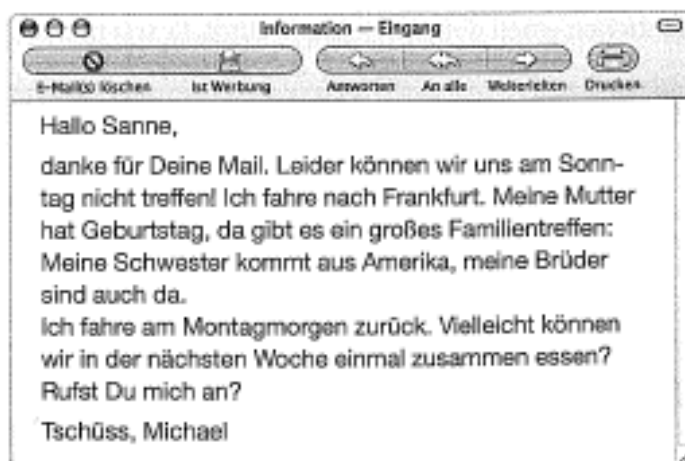 Information — Eingang
E-Mail(s) löschen Ist Werbung Antworten An alle Weiterleiten Drucken
Hallo Sanne,
danke für Deine Mail. Leider können wir uns am Sonn-
tag nicht treffen! Ich fahre nach Frankfurt. Meine Mutter
hat Geburtstag, da gibt es ein großes Familientreffen:
Meine Schwester kommt aus Amerika, meine Brüder
sind auch da.
Ich fahre am Montagmorgen zurück. Vielleicht können
wir in der nächsten Woche einmal zusammen essen?
Rufst Du mich an?
Tschüss, Michael